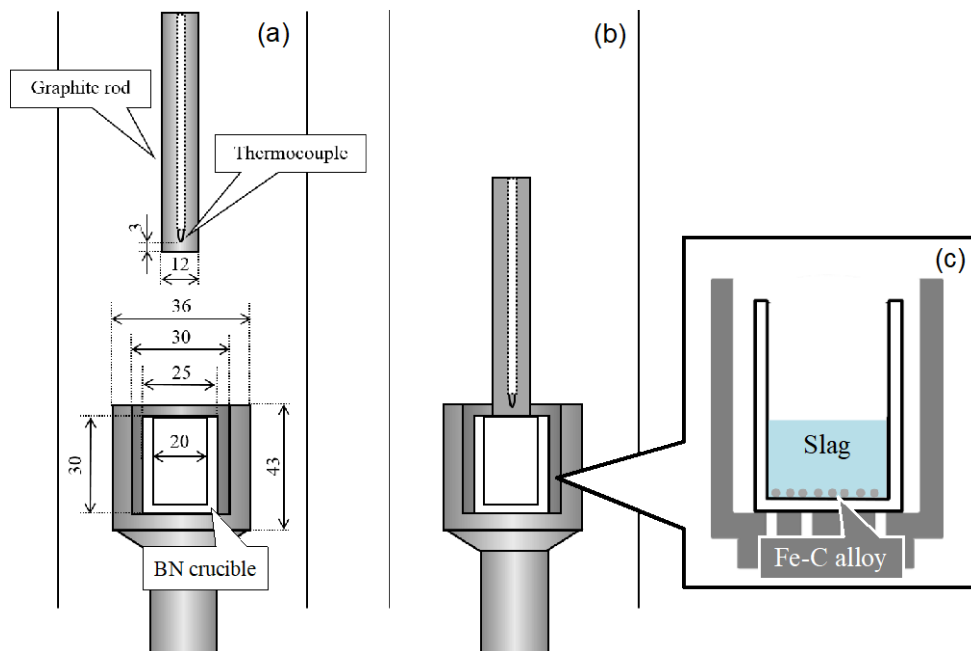 (a)
Graphite rod
Thermocouple
3
12
36
30
25
20
30
43
BN crucible
(b)
(c)
Slag
Fe-C alloy